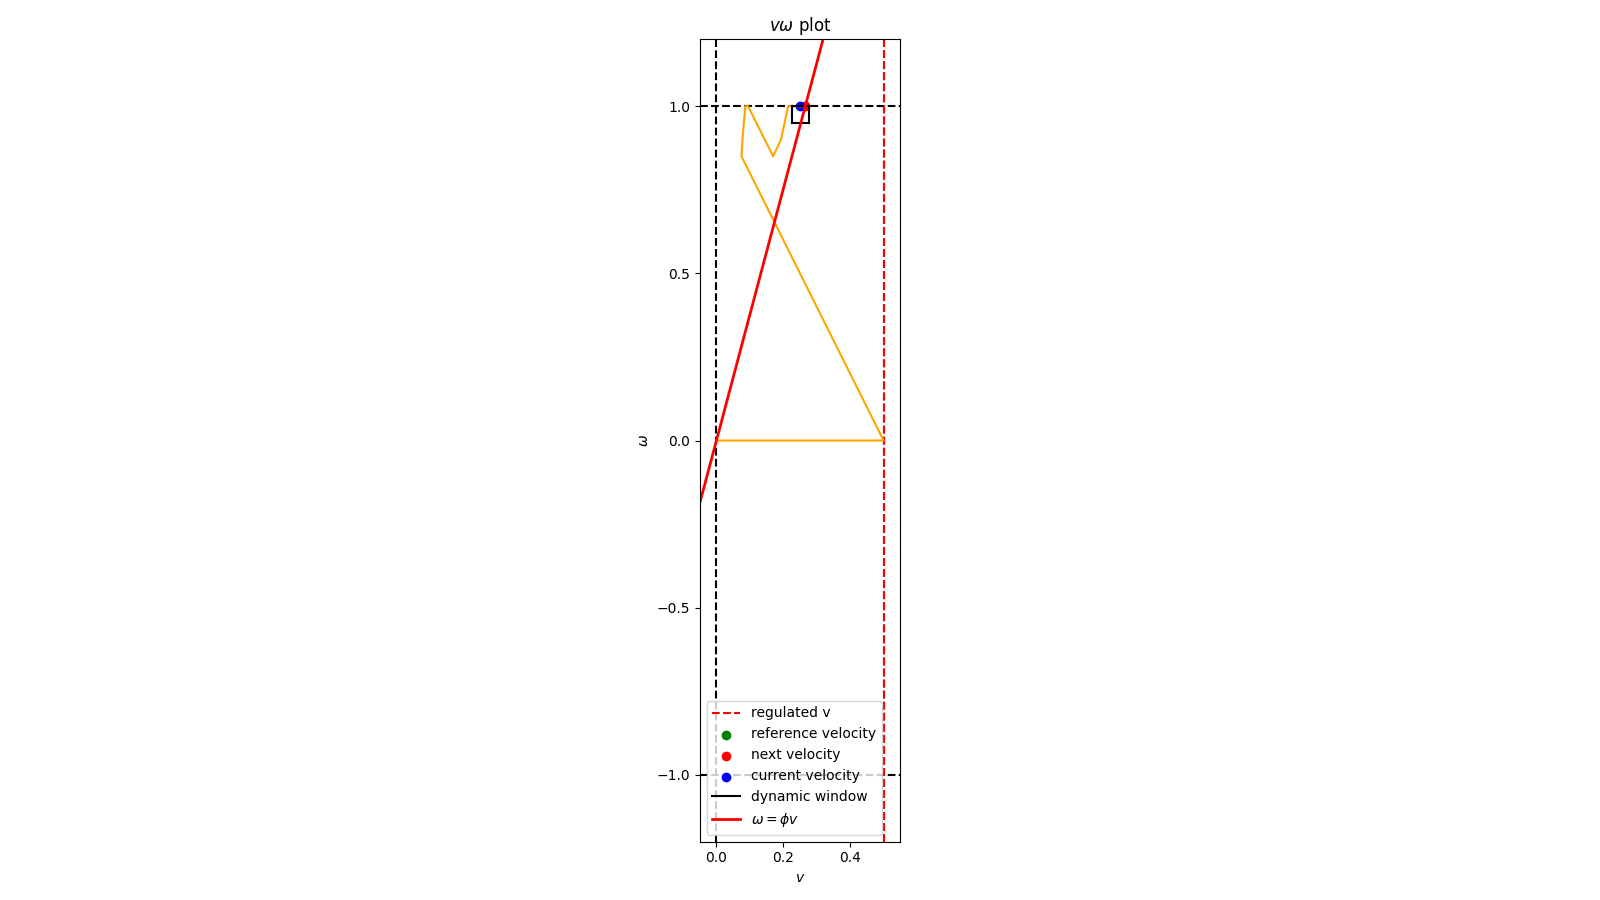 vω plot
1.0
0.5
0.0
−0.5
−1.0
ω
regulated v
reference velocity
next velocity
current velocity
dynamic window
ω = ϕv
0.0 0.2 0.4
v